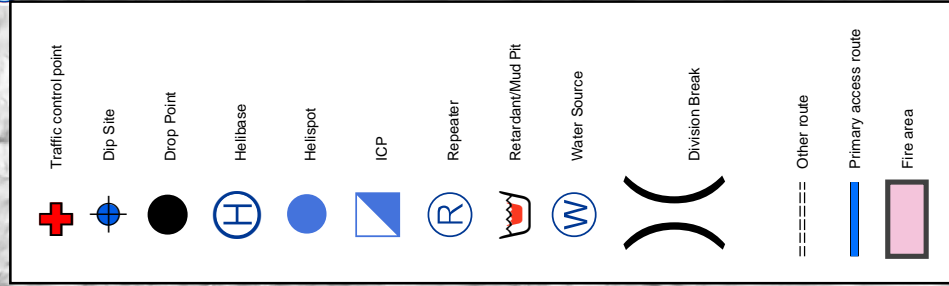 Traffic control point
Dip Site
Drop Point
Helibase
Helispot
ICP
Repeater
Retardant/Mud Pit
Water Source
Division Break
Other route
Primary access route
Fire area
H
R
W